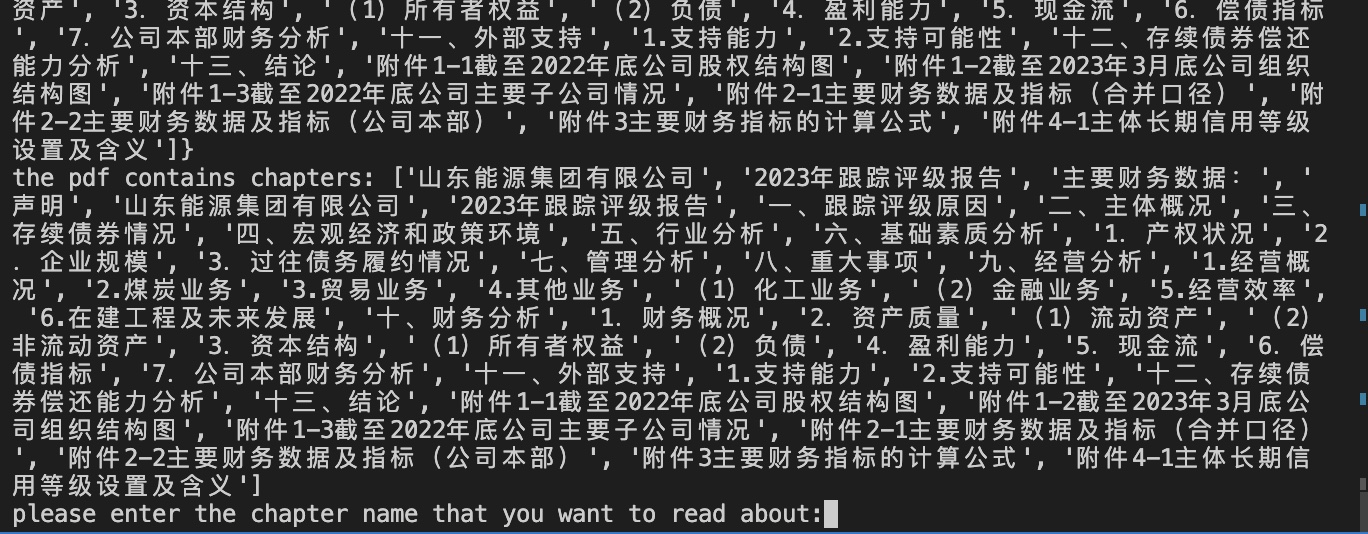 资产', '3. 资本结构', '（1）所有者权益', '（2）负债', '4. 盈利能力', '5. 现金流', '6. 偿债指标
', '7. 公司本部财务分析', '十一、外部支持', '1.支持能力', '2.支持可能性', '十二、存续债券偿还
能力分析', '十三、结论', '附件1-1截至2022年底公司股权结构图', '附件1-2截至2023年3月底公司组织
结构图', '附件1-3截至2022年底公司主要子公司情况', '附件2-1主要财务数据及指标（合并口径）', '附
件2-2主要财务数据及指标（公司本部）', '附件3主要财务指标的计算公式', '附件4-1主体长期信用等级
设置及含义']}
the pdf contains chapters: ['山东能源集团有限公司', '2023年跟踪评级报告', '主要财务数据：', '
声明', '山东能源集团有限公司', '2023年跟踪评级报告', '一、跟踪评级原因', '二、主体概况', '三、
存续债券情况', '四、宏观经济和政策环境', '五、行业分析', '六、基础素质分析', '1. 产权状况', '2
. 企业规模', '3. 过往债务履约情况', '七、管理分析', '八、重大事项', '九、经营分析', '1.经营概
况', '2.煤炭业务', '3.贸易业务', '4.其他业务', '（1）化工业务', '（2）金融业务', '5.经营效率',
'6.在建工程及未来发展', '十、财务分析', '1. 财务概况', '2. 资产质量', '（1）流动资产', '（2）
非流动资产', '3. 资本结构', '（1）所有者权益', '（2）负债', '4. 盈利能力', '5. 现金流', '6. 偿
债指标', '7. 公司本部财务分析', '十一、外部支持', '1.支持能力', '2.支持可能性', '十二、存续债
券偿还能力分析', '十三、结论', '附件1-1截至2022年底公司股权结构图', '附件1-2截至2023年3月底公
司组织结构图', '附件1-3截至2022年底公司主要子公司情况', '附件2-1主要财务数据及指标（合并口径）
', '附件2-2主要财务数据及指标（公司本部）', '附件3主要财务指标的计算公式', '附件4-1主体长期信
用等级设置及含义']
please enter the chapter name that you want to read about: